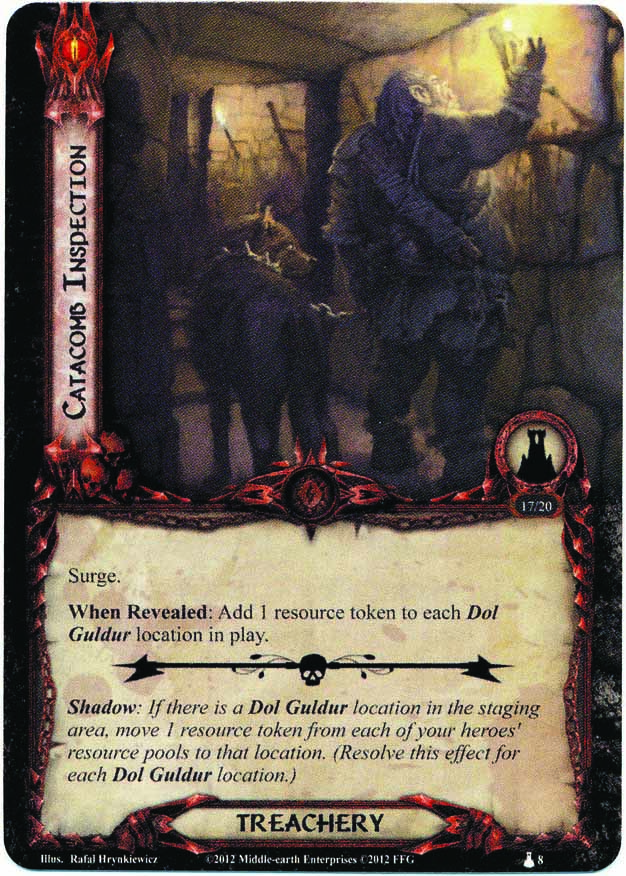 CATACOMB INSPECTION
17/20
Surge.
When Revealed: Add 1 resource token to each Dol
Guldur location in play.
Shadow: If there is a Dol Guldur location in the staging
area, move 1 resource token from each of your heroes'
resource pools to that location. (Resolve this effect for
each Dol Guldur location.)
TREACHERY
Illus. Rafał Hrynkiewicz ©2012 Middle-earth Enterprises ©2012 FFG 8